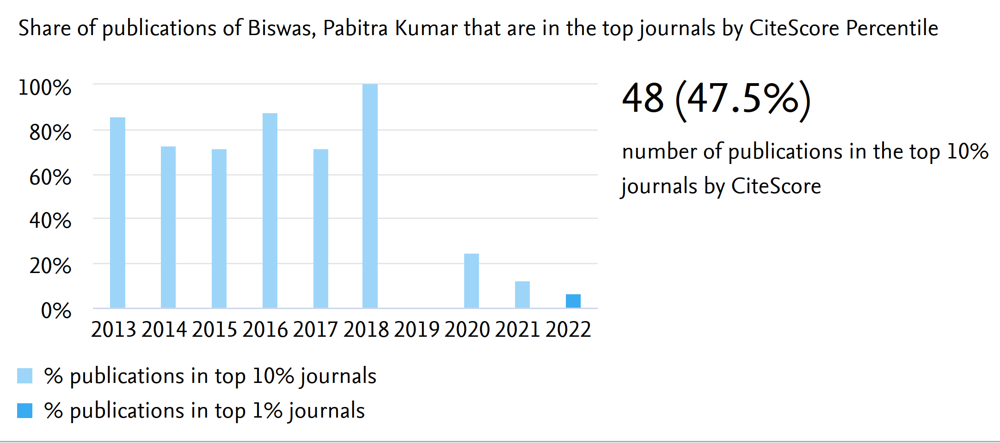 Share of publications of Biswas, Pabitra Kumar that are in the top journals by CiteScore Percentile
100%
80%
60%
40%
20%
0%
2013 2014 2015 2016 2017 2018 2019 2020 2021 2022
% publications in top 10% journals
% publications in top 1% journals
48 (47.5%)
number of publications in the top 10%
journals by CiteScore